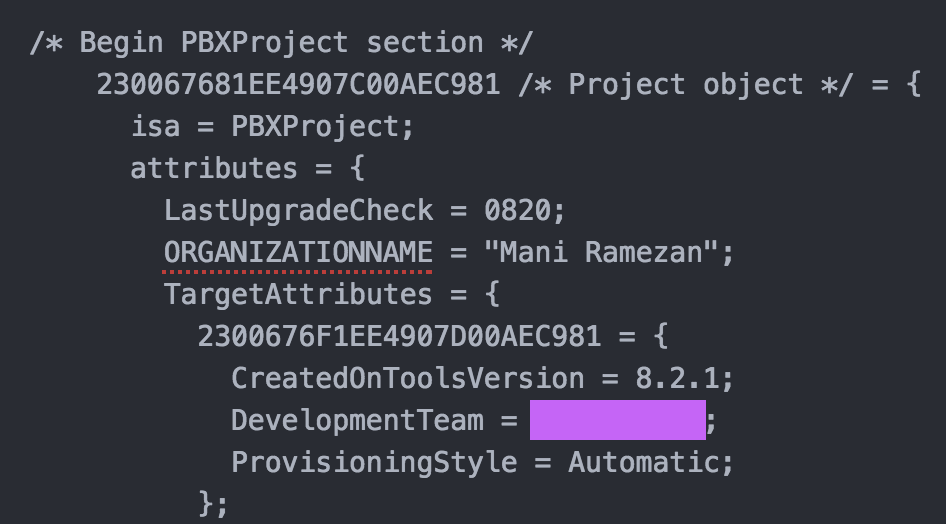 /* Begin PBXProject section */
230067681EE4907C00AEC981 /* Project object */ = {
isa = PBXProject;
attributes = {
LastUpgradeCheck = 0820;
ORGANIZATIONNAME = "Mani Ramezan";
TargetAttributes = {
2300676F1EE4907D00AEC981 = {
CreatedOnToolsVersion = 8.2.1;
DevelopmentTeam = ;
ProvisioningStyle = Automatic;
};